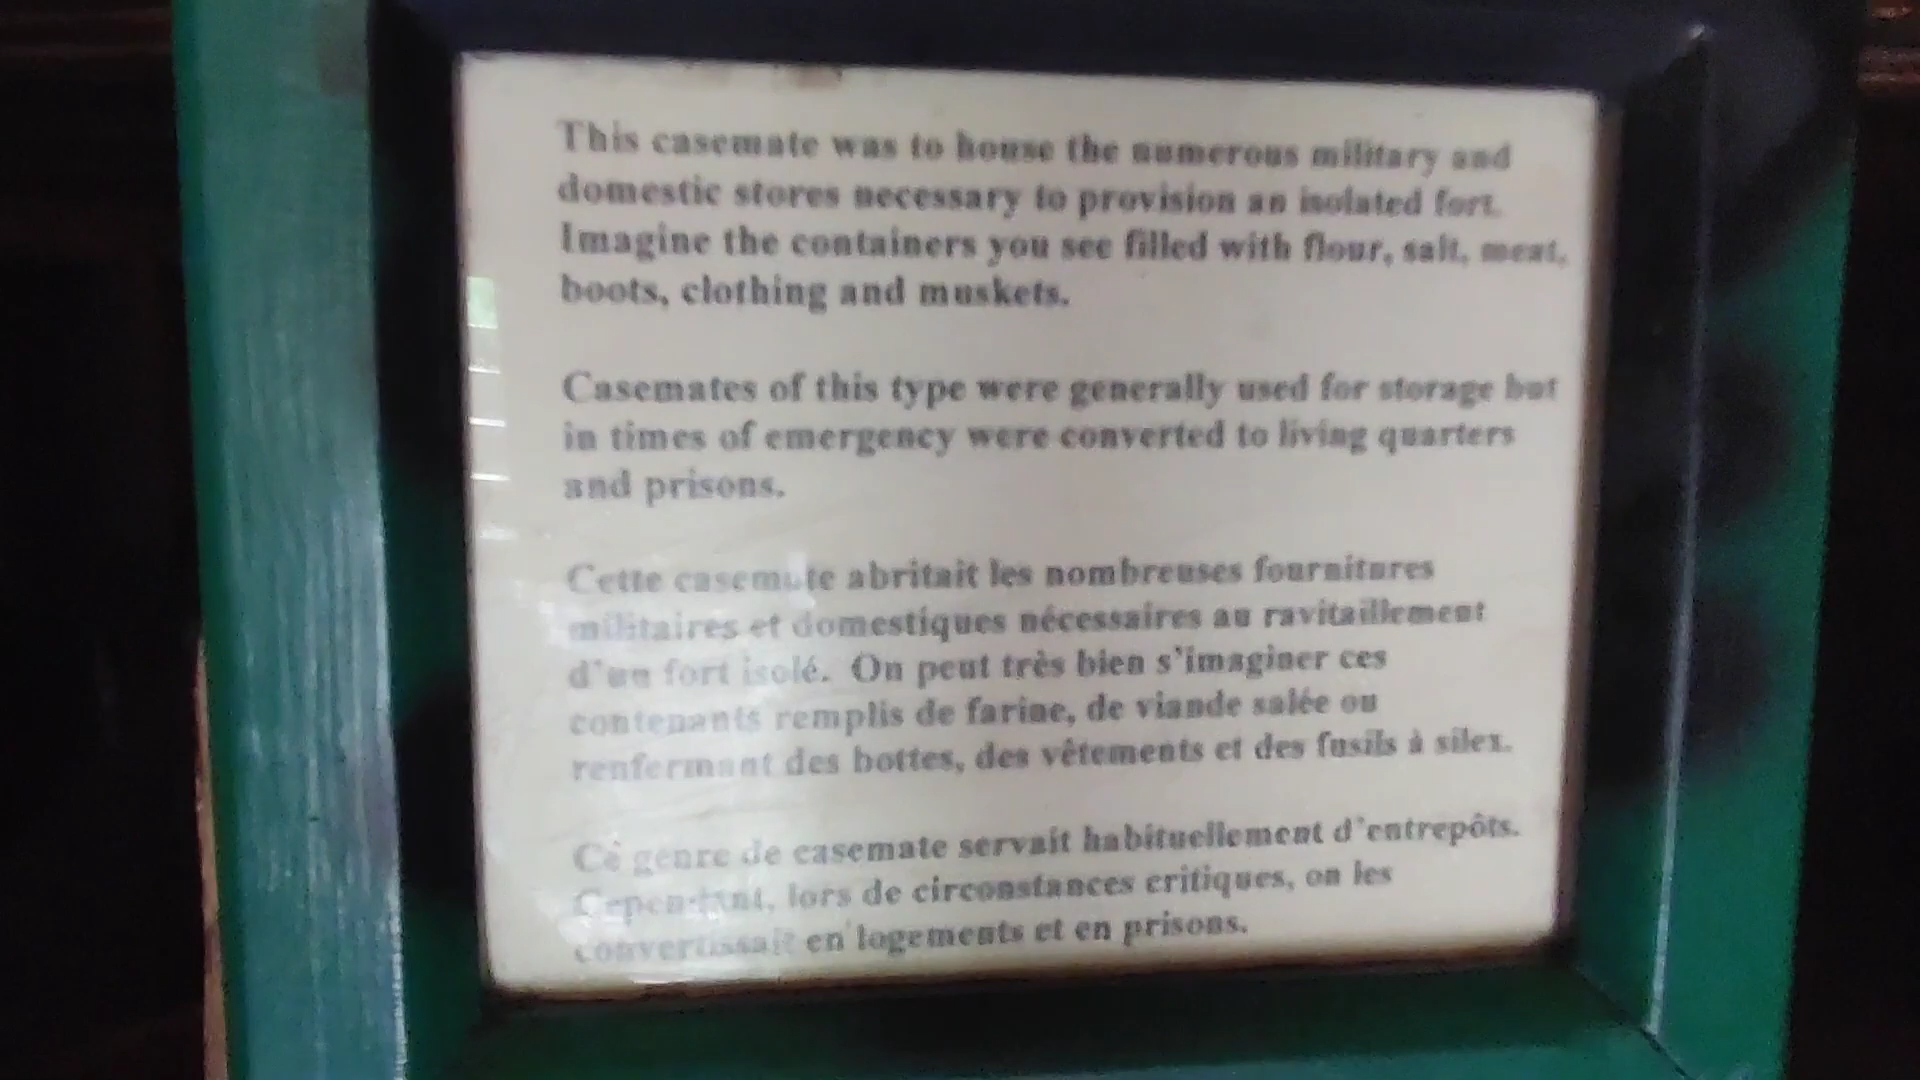 This casemate was to house the numerous military and
domestic stores necessary to provision an isolated fort.
Imagine the containers you see filled with flour, salt, meat,
boots, clothing and muskets.
Casemates of this type were generally used for storage but
in times of emergency were converted to living quarters
and prisons.
Cette casemate abritait les nombreuses fournitures
militaires et domestiques nécessaires au ravitaillement
d'un fort isolé. On peut très bien s'imaginer ces
contenants remplis de farine, de viande salée ou
renfermant des bottes, des vêtements et des fusils à silex.
Ce genre de casemate servait habituellement d'entrepôts.
Cependant, lors de circonstances critiques, on les
convertissait en logements et en prisons.